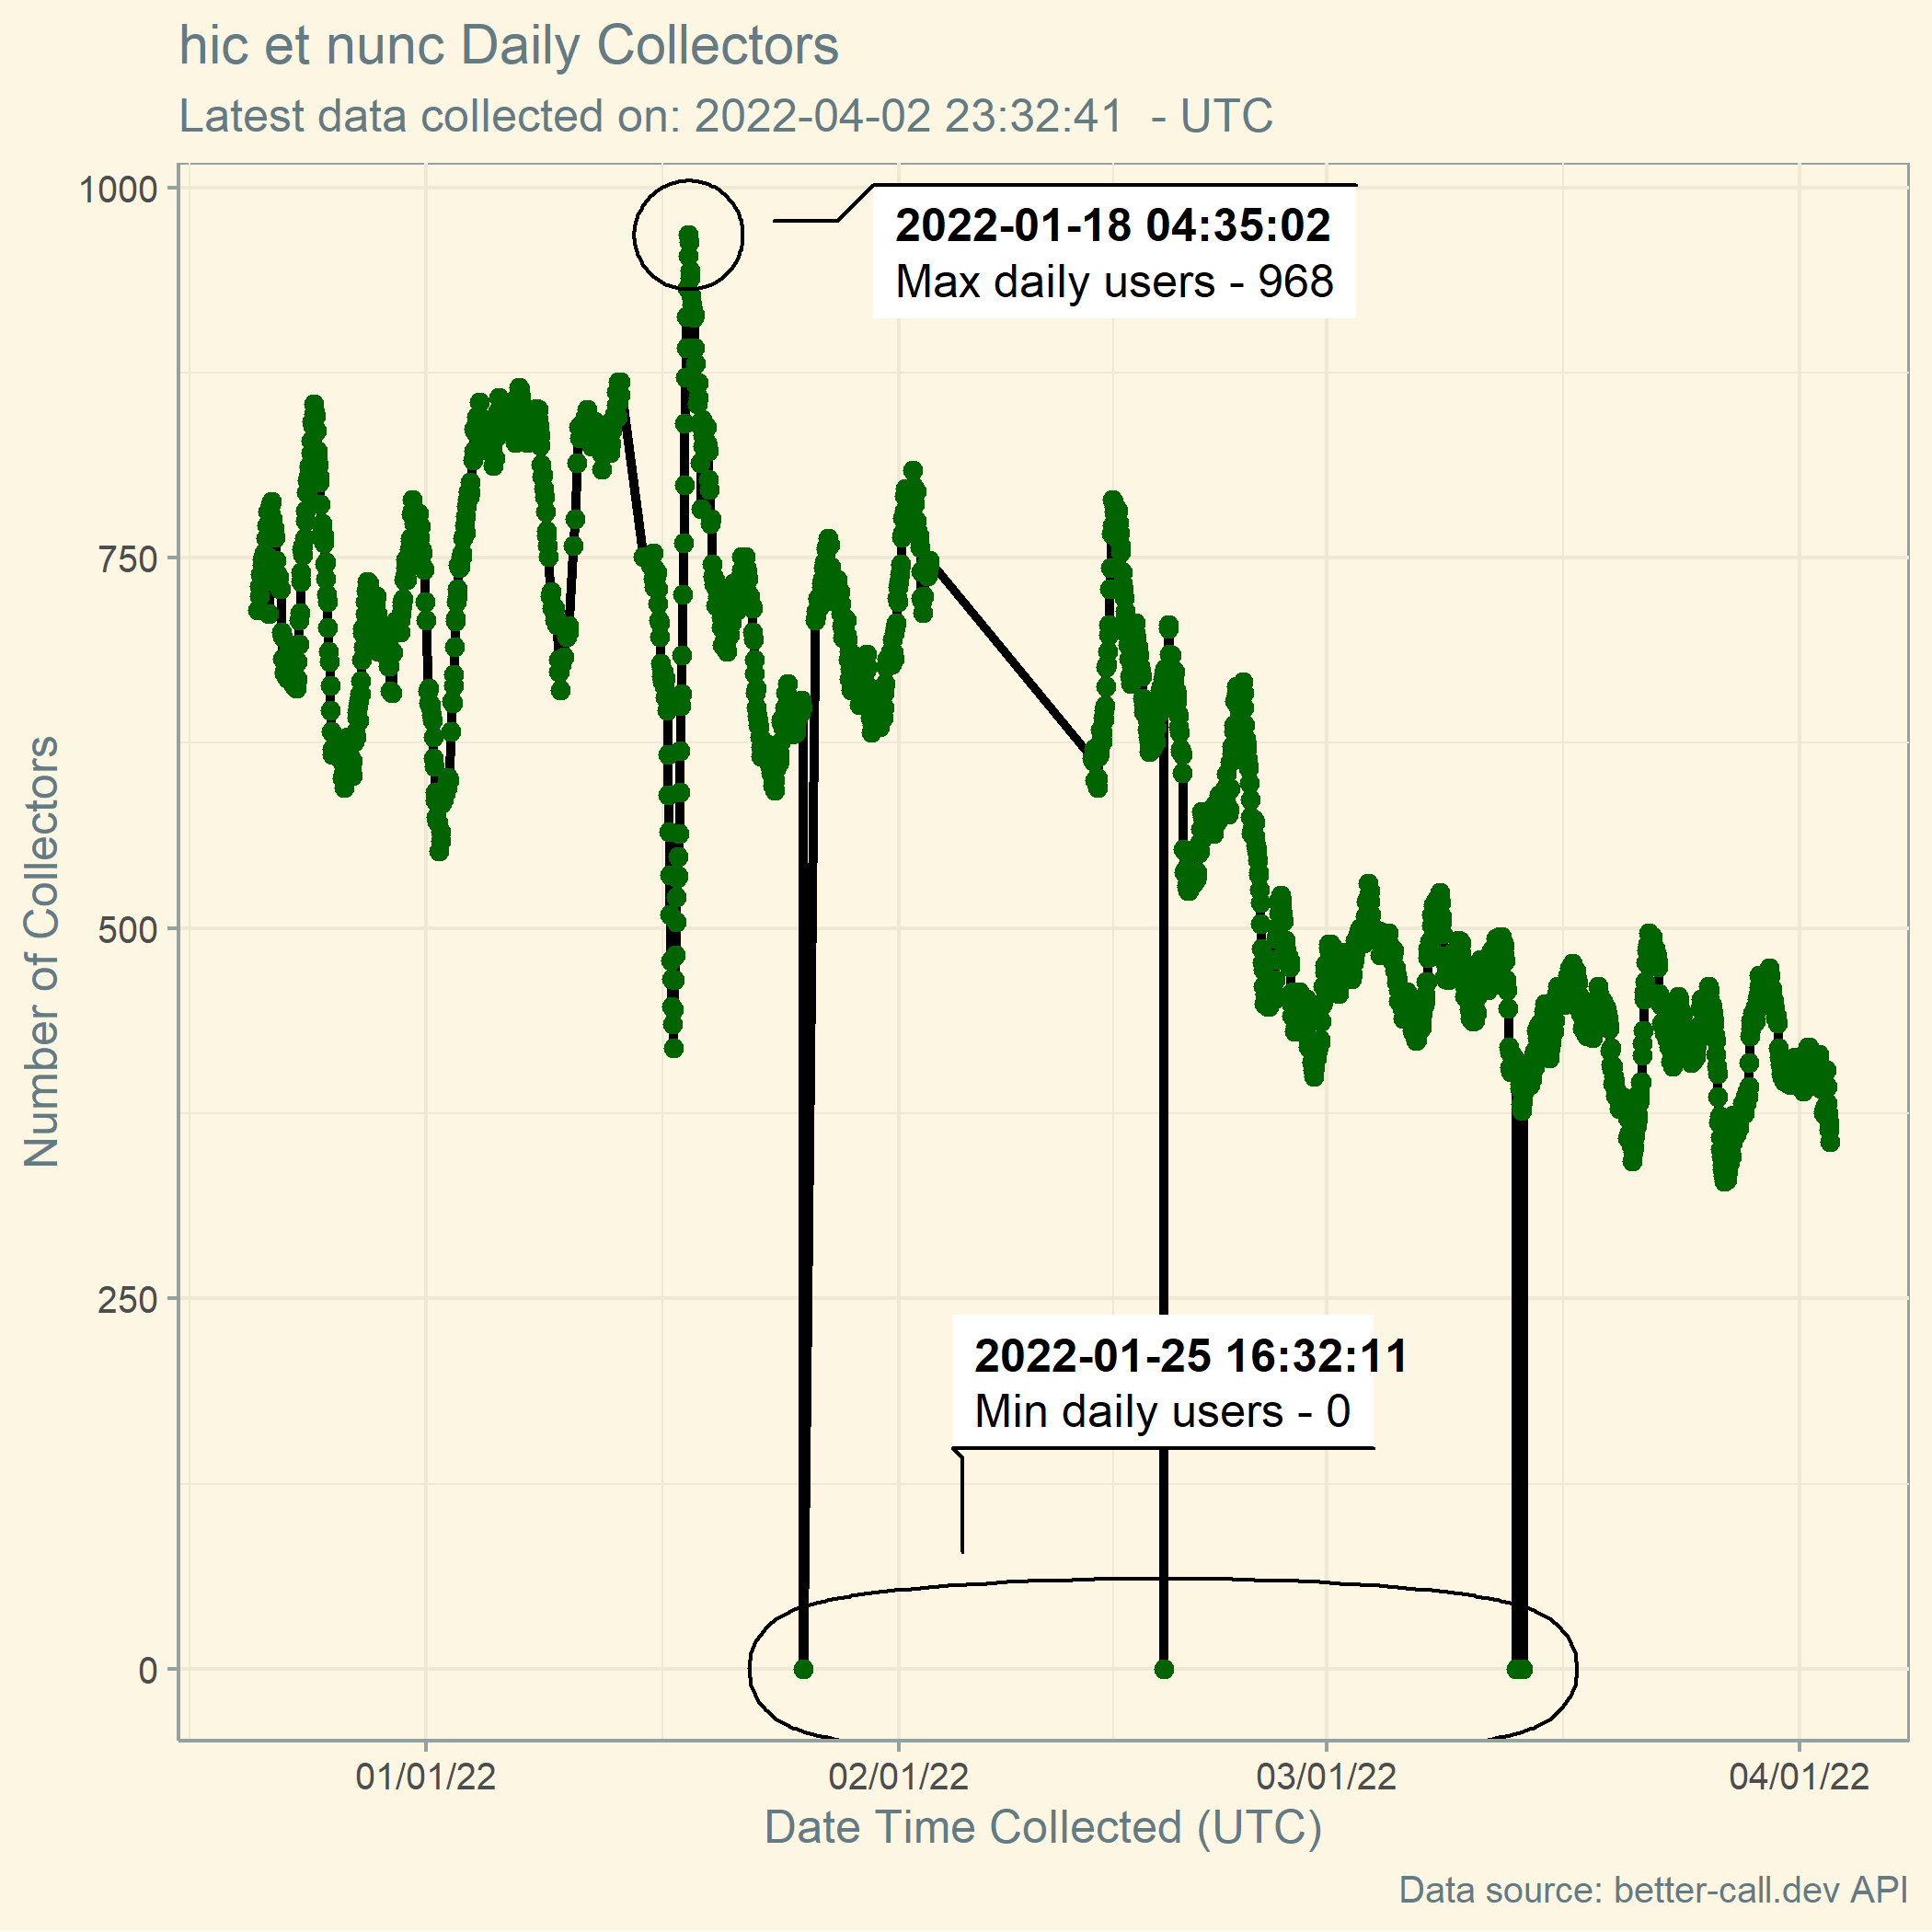 hic et nunc Daily Collectors
Latest data collected on: 2022-04-02 23:32:41  - UTC
1000
2022-01-18 04:35:02
Max daily users - 968
750
Number of Collectors
500
250
2022-01-25 16:32:11
Min daily users - 0
0
01/01/22 02/01/22 03/01/22 04/01/22
Date Time Collected (UTC)
Data source: better-call.dev API